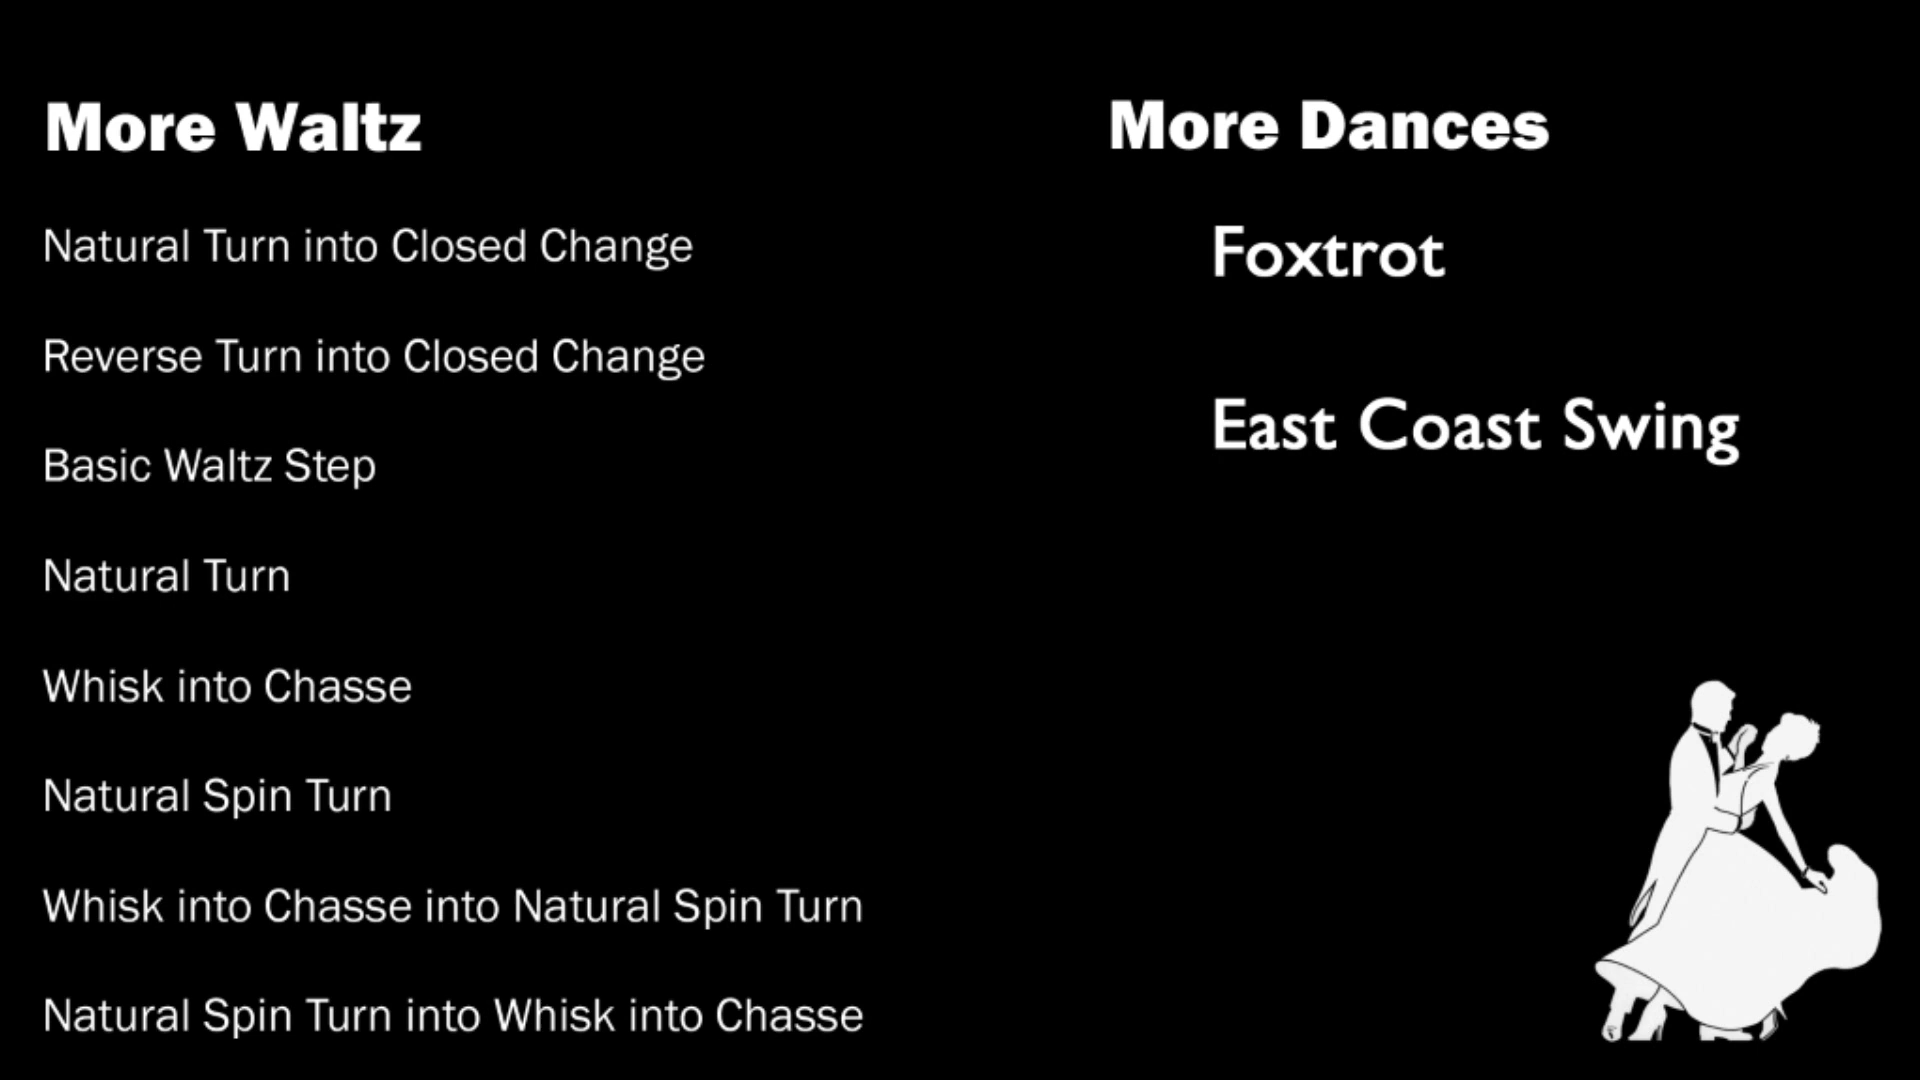 More Waltz
Natural Turn into Closed Change
Reverse Turn into Closed Change
Basic Waltz Step
Natural Turn
Whisk into Chasse
Natural Spin Turn
Whisk into Chasse into Natural Spin Turn
Natural Spin Turn into Whisk into Chasse
More Dances
Foxtrot
East Coast Swing